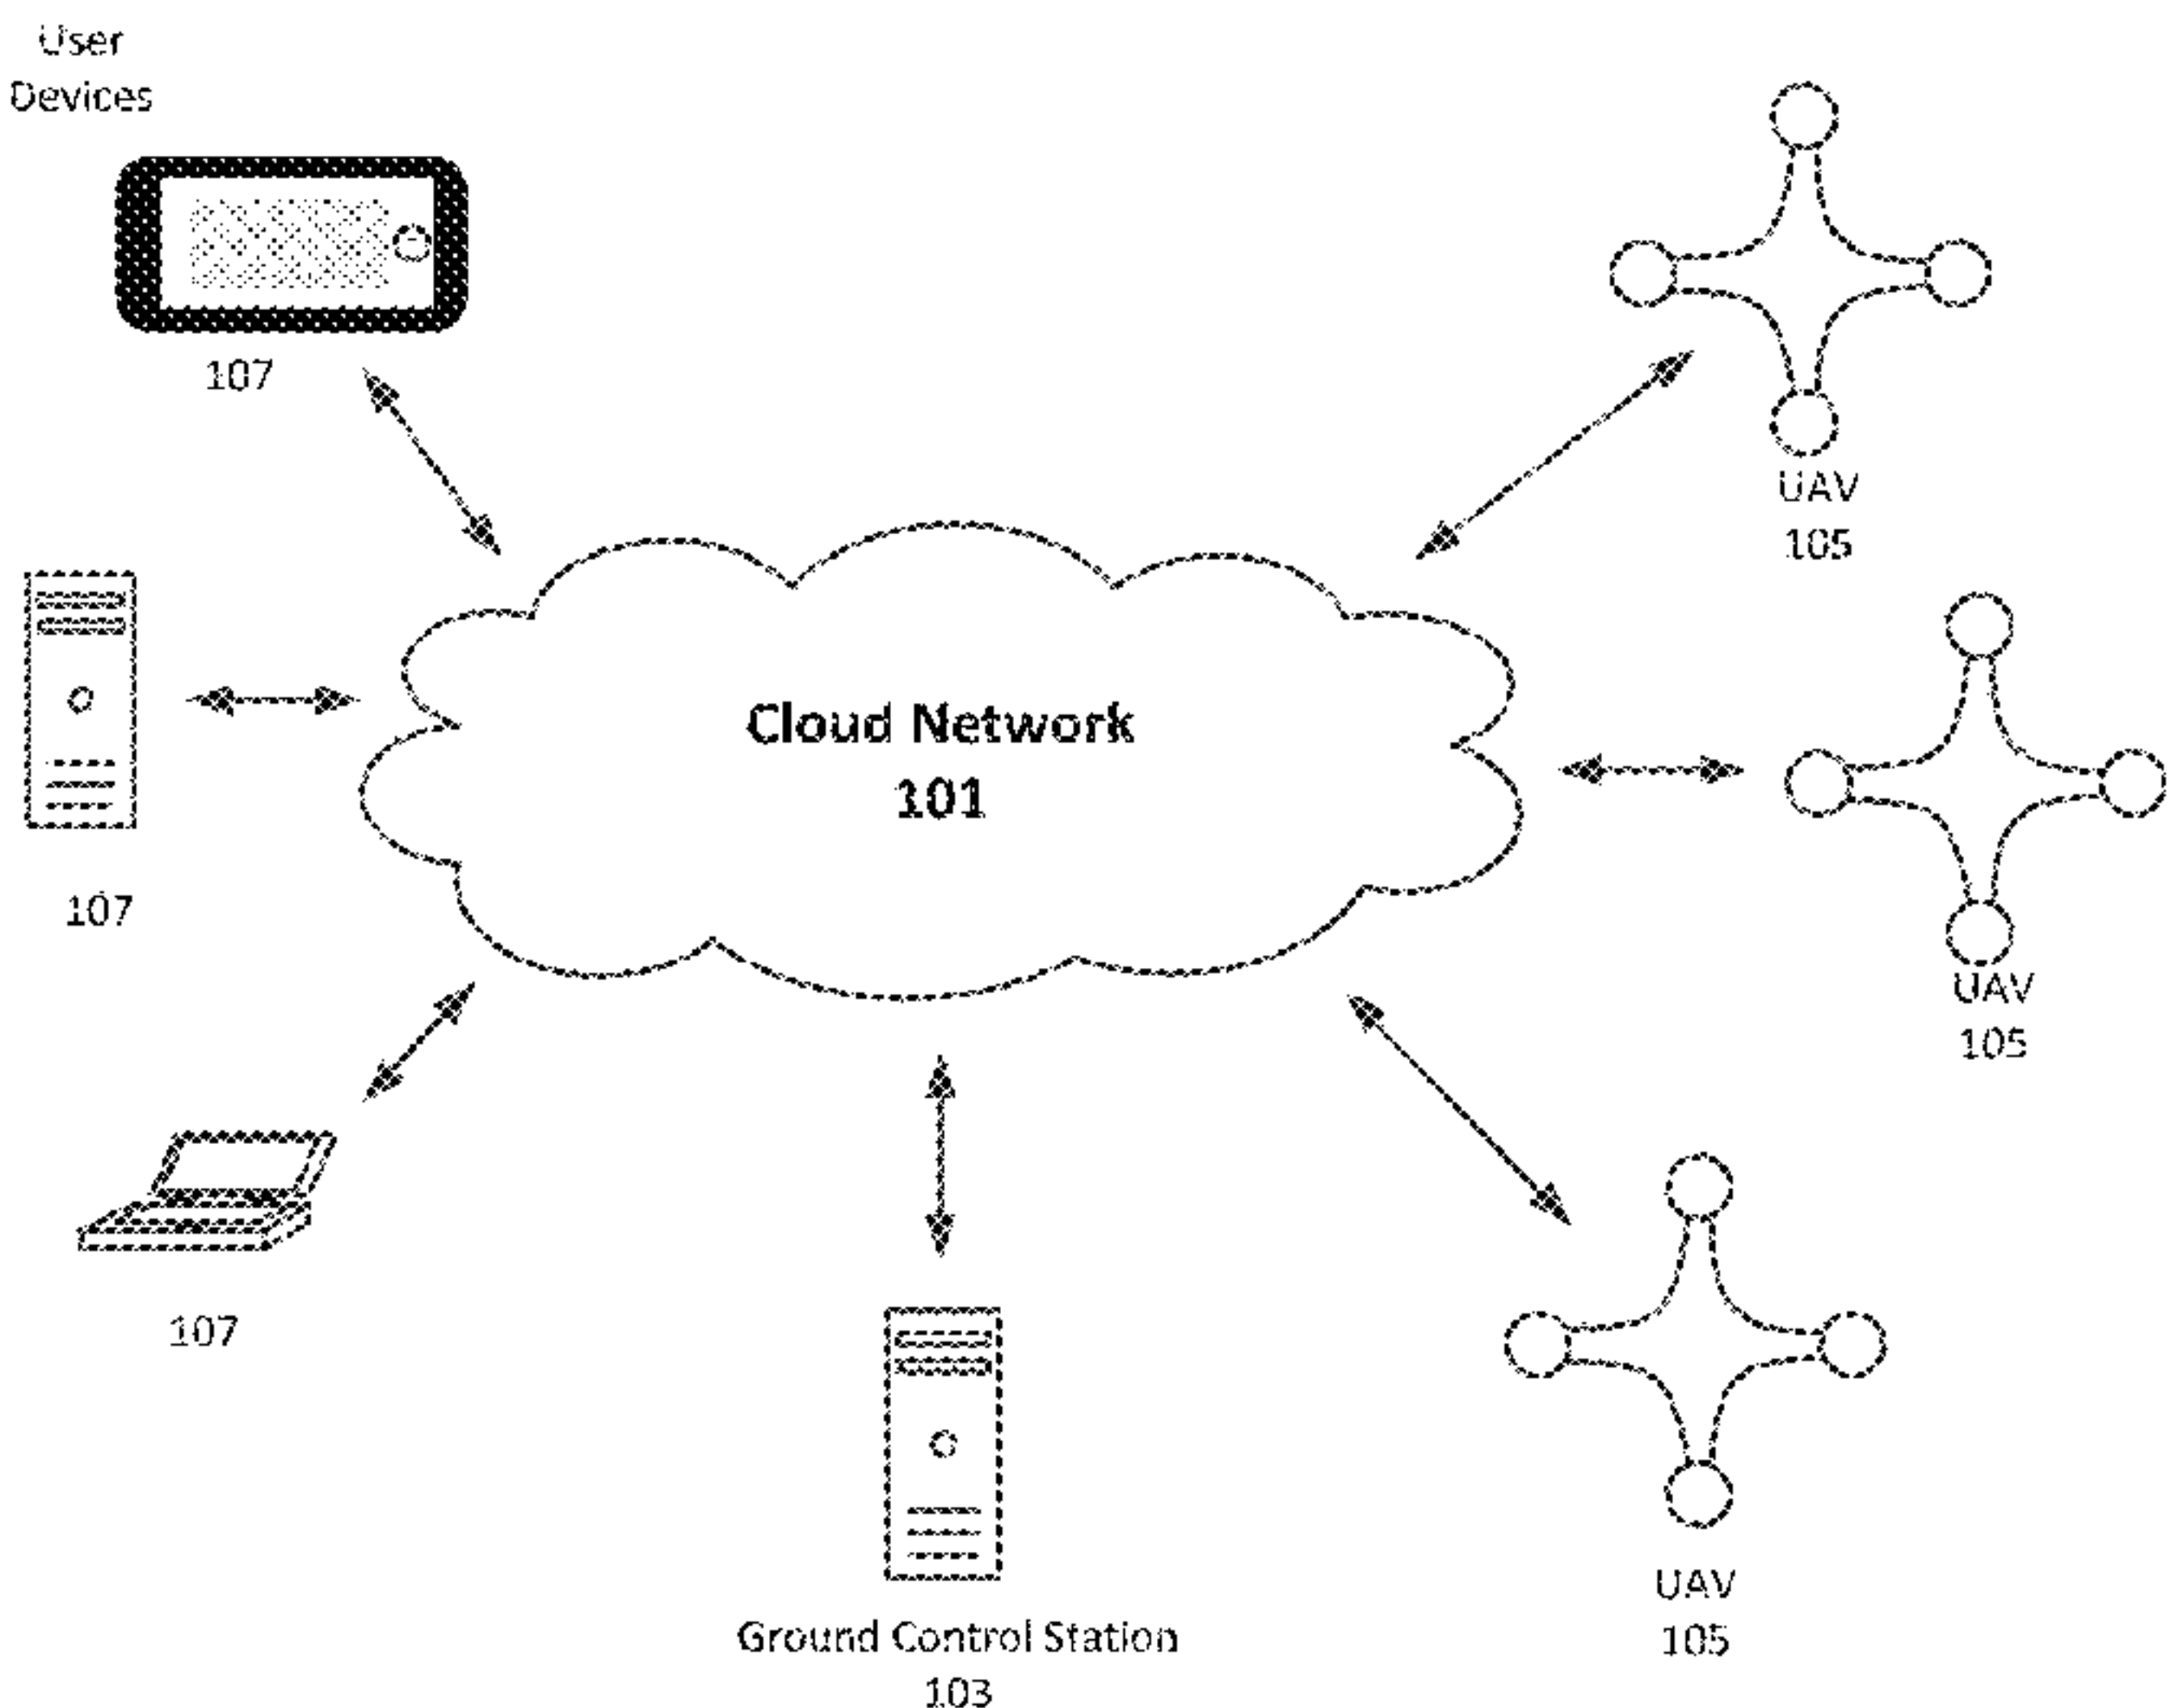 User
Devices
107
UAV
105
107
Cloud Network
101
UAV
105
107
UAV
105
Ground Control Station
103